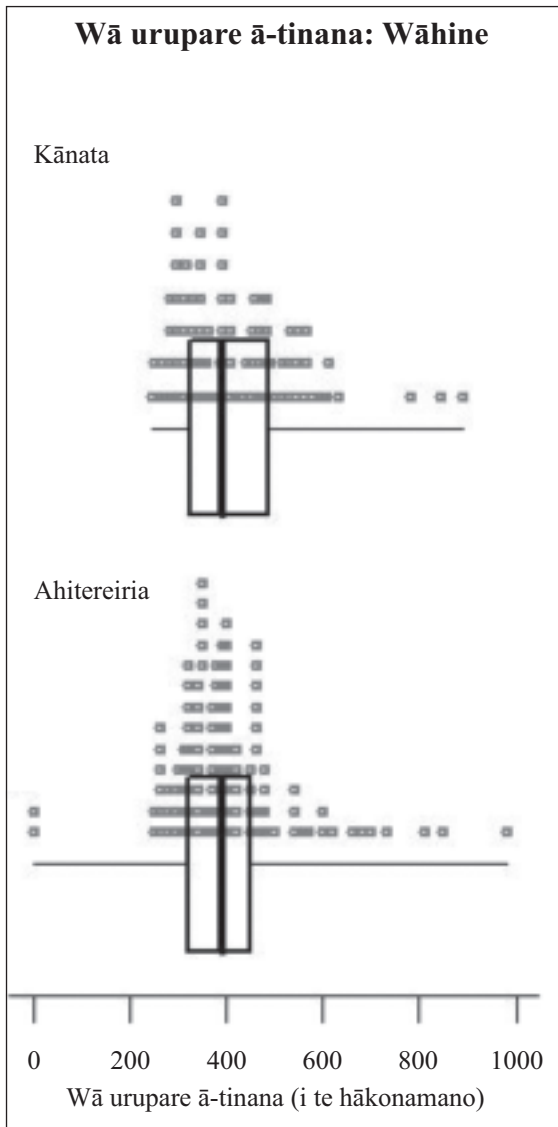 Wā urupare ā-tinana: Wāhine
Kānata
Ahitereiria
0 200 400 600 800 1000
Wā urupare ā-tinana (i te hākonamano)